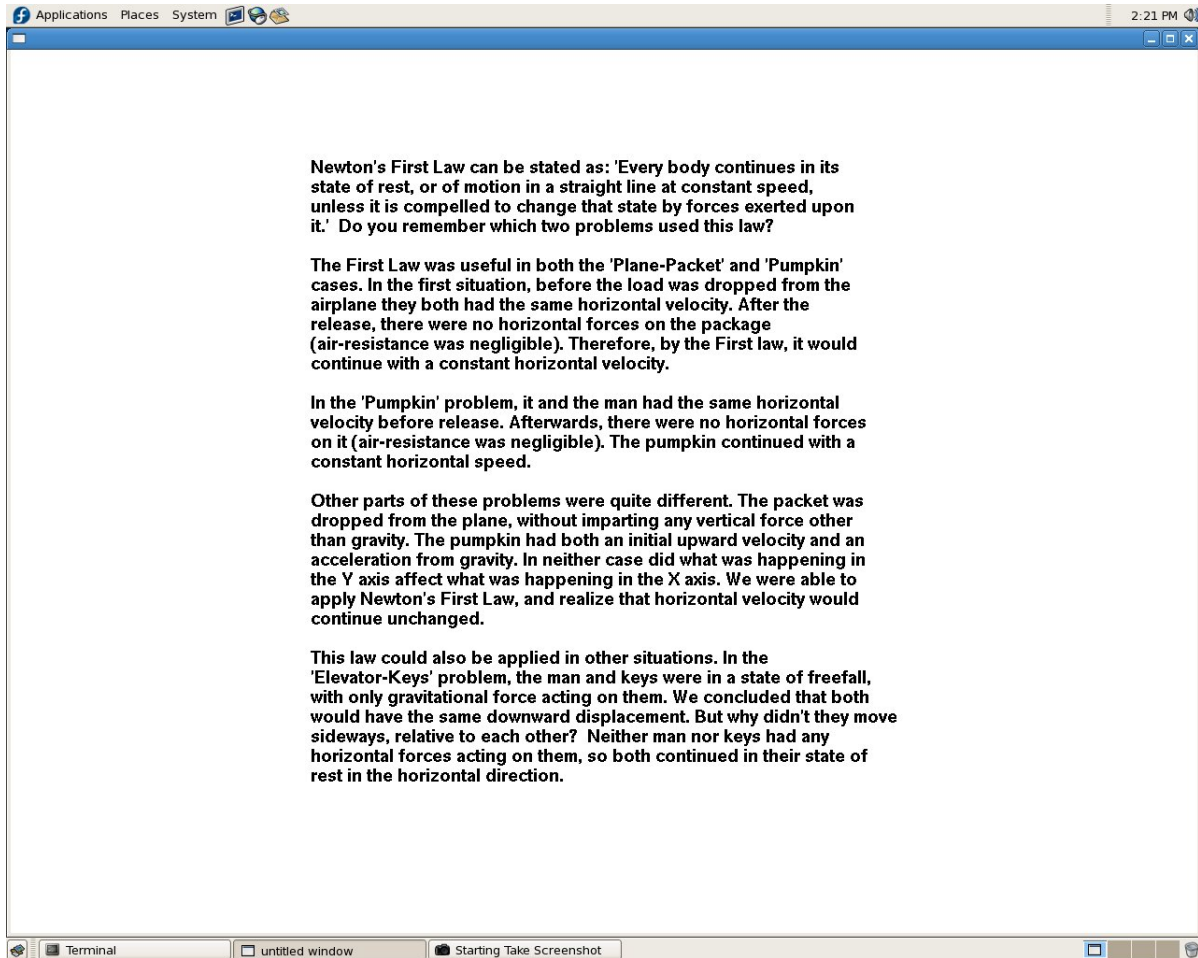 Applications Places System 2:21 PM
Newton's First Law can be stated as: 'Every body continues in its
state of rest, or of motion in a straight line at constant speed,
unless it is compelled to change that state by forces exerted upon
it.'  Do you remember which two problems used this law?
The First Law was useful in both the 'Plane-Packet' and 'Pumpkin'
cases. In the first situation, before the load was dropped from the
airplane they both had the same horizontal velocity. After the
release, there were no horizontal forces on the package
(air-resistance was negligible). Therefore, by the First law, it would
continue with a constant horizontal velocity.
In the 'Pumpkin' problem, it and the man had the same horizontal
velocity before release. Afterwards, there were no horizontal forces
on it (air-resistance was negligible). The pumpkin continued with a
constant horizontal speed.
Other parts of these problems were quite different. The packet was
dropped from the plane, without imparting any vertical force other
than gravity. The pumpkin had both an initial upward velocity and an
acceleration from gravity. In neither case did what was happening in
the Y axis affect what was happening in the X axis. We were able to
apply Newton's First Law, and realize that horizontal velocity would
continue unchanged.
This law could also be applied in other situations. In the
'Elevator-Keys' problem, the man and keys were in a state of freefall,
with only gravitational force acting on them. We concluded that both
would have the same downward displacement. But why didn't they move
sideways, relative to each other?  Neither man nor keys had any
horizontal forces acting on them, so both continued in their state of
rest in the horizontal direction.
Terminal untitled window Starting Take Screenshot